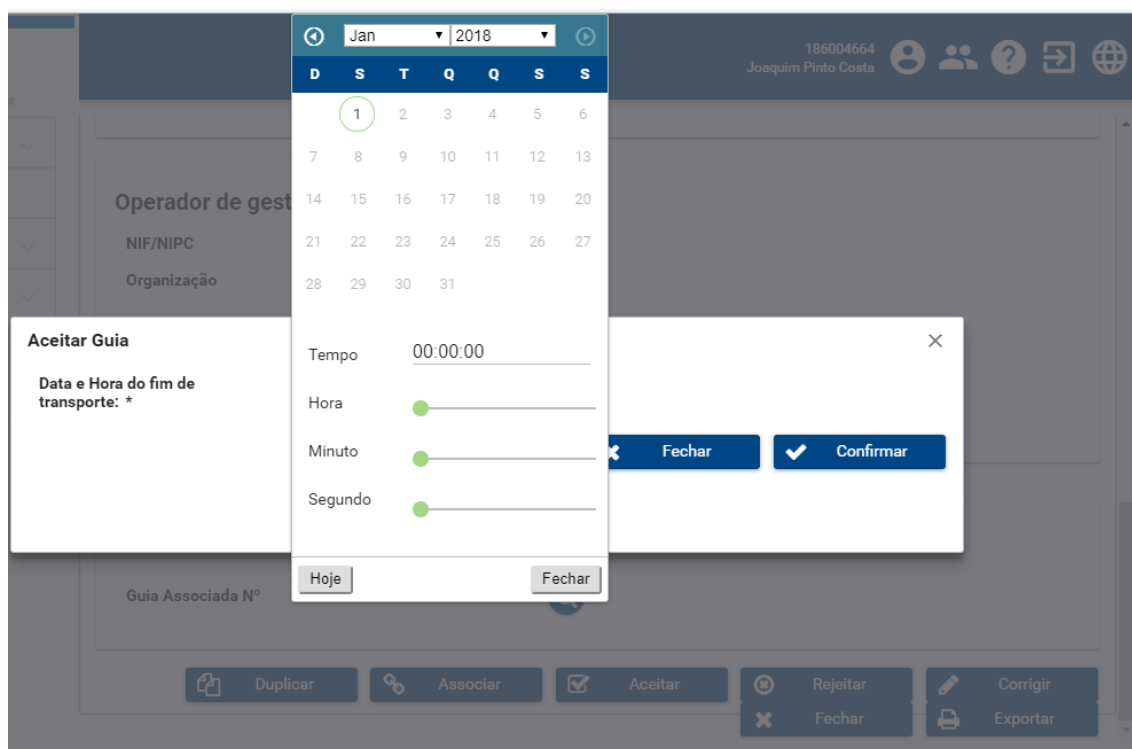 Jan 2018
D S T Q Q S S
1 2 3 4 5 6
7 8 9 10 11 12 13
14 15 16 17 18 19 20
21 22 23 24 25 26 27
28 29 30 31
186004664
Joaquim Pinto Costa
Operador de gest
NIF/NIPC
Organização
Aceitar Guia
Data e Hora do fim de
transporte: *
Tempo 00:00:00
Hora
Minuto
Segundo
Hoje Fechar
Fechar Confirmar
Guia Associada Nº
Duplicar Associar Aceitar Rejeitar Corrigir
Fechar Exportar